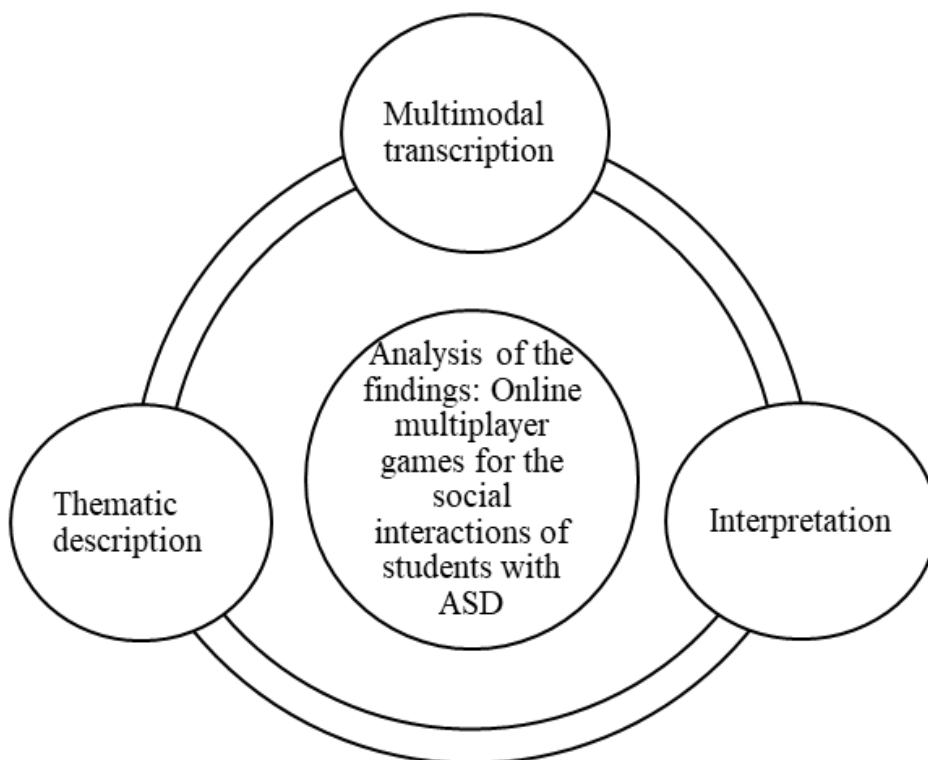 Multimodal
transcription
Analysis of the
findings: Online
multiplayer
games for the
social
interactions of
students with
ASD
Thematic
description
Interpretation